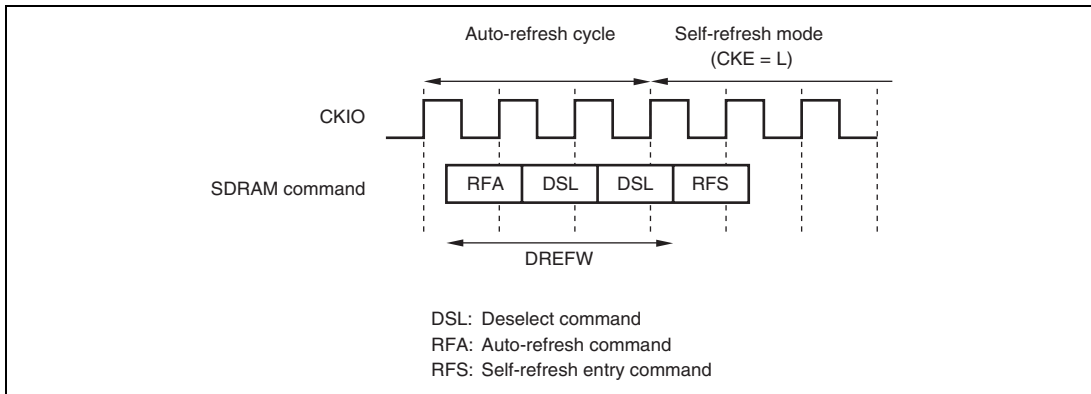 Auto-refresh cycle
Self-refresh mode
(CKE = L)
CKIO
SDRAM command
RFA DSL DSL RFS
DREFW
DSL: Deselect command
RFA: Auto-refresh command
RFS: Self-refresh entry command